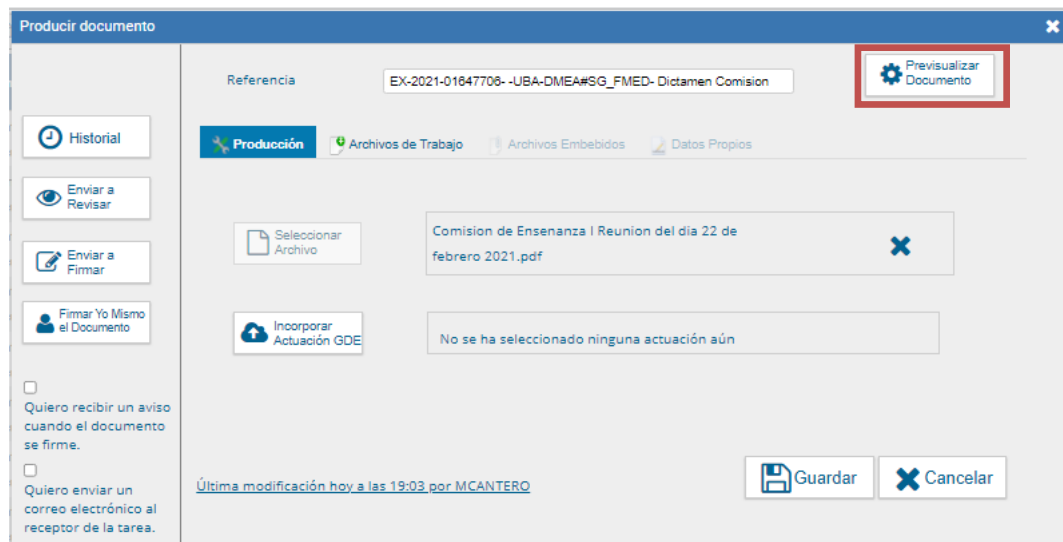 Producir documento
Referencia
EX-2021-01647706- -UBA-DMEA#SG_FMED- Dictamen Comision
Previsualizar
Documento
Historial
Enviar a
Revisar
Enviar a
Firmar
Firmar Yo Mismo
el Documento
Quiero recibir un aviso
cuando el documento
se firme.
Quiero enviar un
correo electrónico al
receptor de la tarea.
Producción
Archivos de Trabajo
Archivos Embebidos
Datos Propios
Seleccionar
Archivo
Comision de Ensenanza I Reunion del dia 22 de
febrero 2021.pdf
Incorporar
Actuación GDE
No se ha seleccionado ninguna actuación aún
Última modificación hoy a las 19:03 por MCANTERO
Guardar
Cancelar